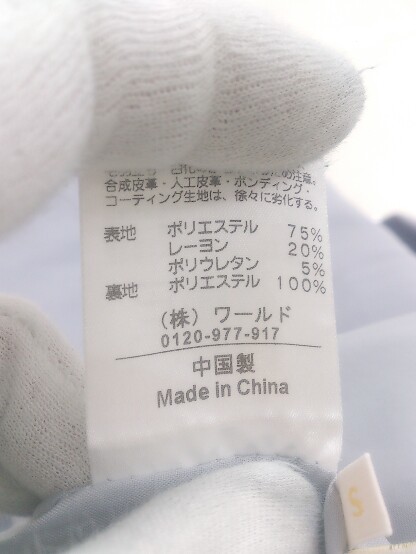 め注意。
合成皮革・人工皮革・ボンディング・
コーティング生地は、徐々に劣化する。
表地 ポリエステル 75%
レーヨン 20%
ポリウレタン 5%
裏地 ポリエステル 100%
(株) ワールド
0120-977-917
中国製
Made in China
S